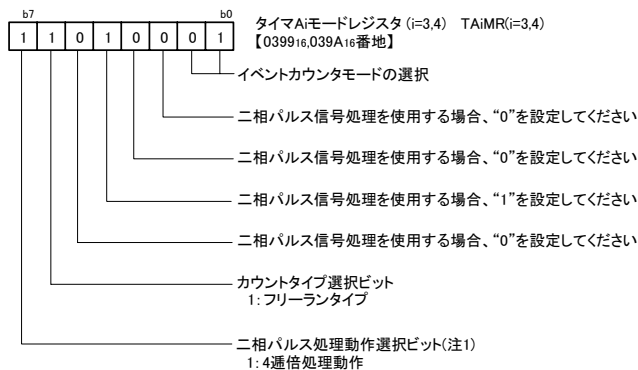 b7 b0
タイマAiモードレジスタ (i=3,4) TAiMR(i=3,4)
1 1 0 1 0 0 0 1
【039916,039A16番地】
イベントカウンタモードの選択
二相パルス信号処理を使用する場合、“0”を設定してください
二相パルス信号処理を使用する場合、“0”を設定してください
二相パルス信号処理を使用する場合、“1”を設定してください
二相パルス信号処理を使用する場合、“0”を設定してください
カウントタイプ選択ビット
1: フリーランタイプ
二相パルス処理動作選択ビット(注1)
1: 4逓倍処理動作